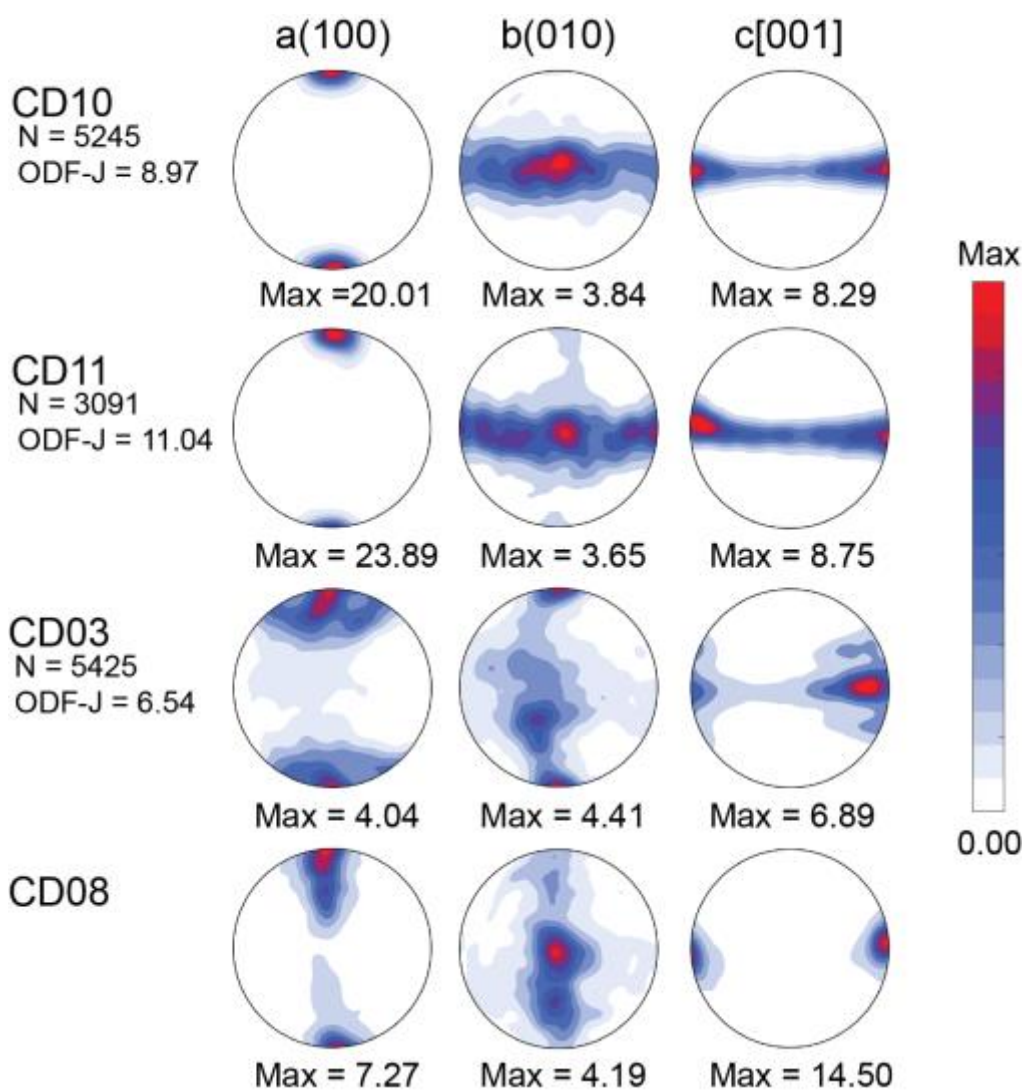 a(100) b(010) c[001]
CD10
N = 5245
ODF-J = 8.97
Max =20.01 Max = 3.84 Max = 8.29
Max
CD11
N = 3091
ODF-J = 11.04
Max = 23.89 Max = 3.65 Max = 8.75
CD03
N = 5425
ODF-J = 6.54
Max = 4.04 Max = 4.41 Max = 6.89
0.00
CD08
Max = 7.27 Max = 4.19 Max = 14.50